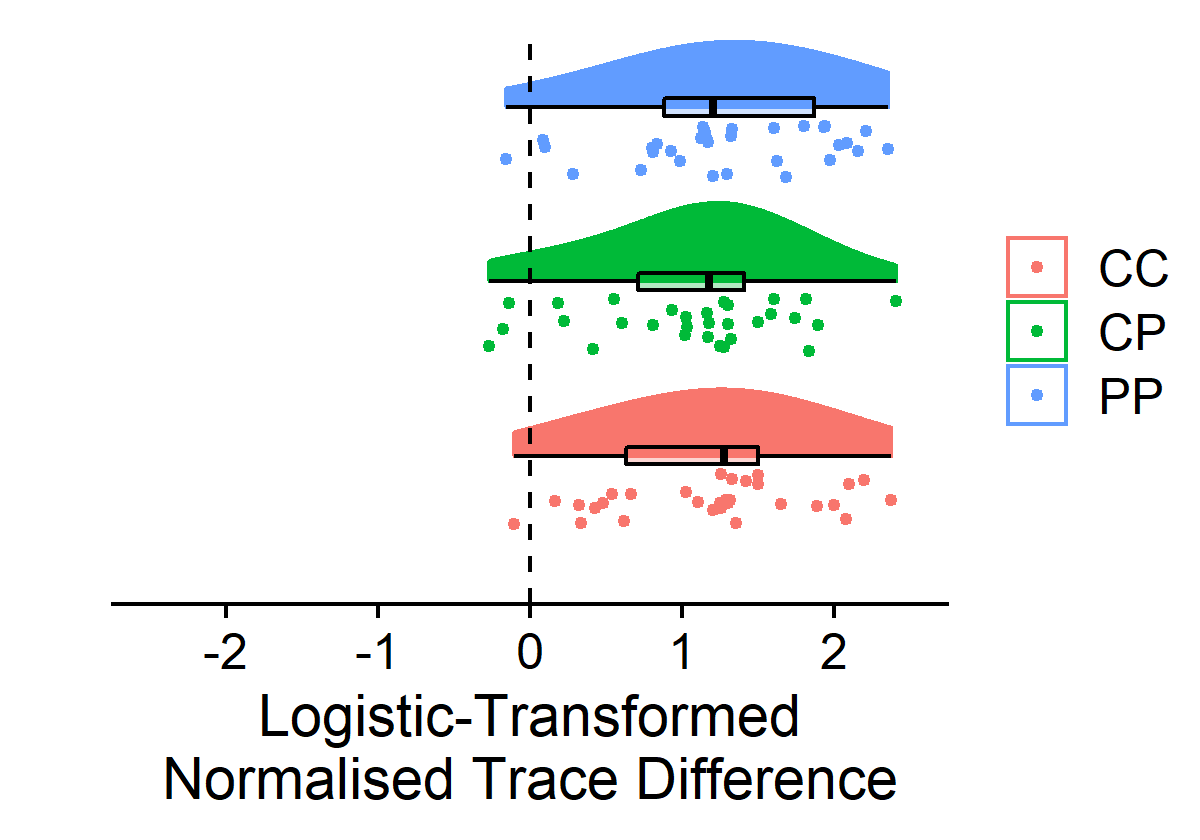 CC
CP
PP
-2 -1 0 1 2
Logistic-Transformed
Normalised Trace Difference